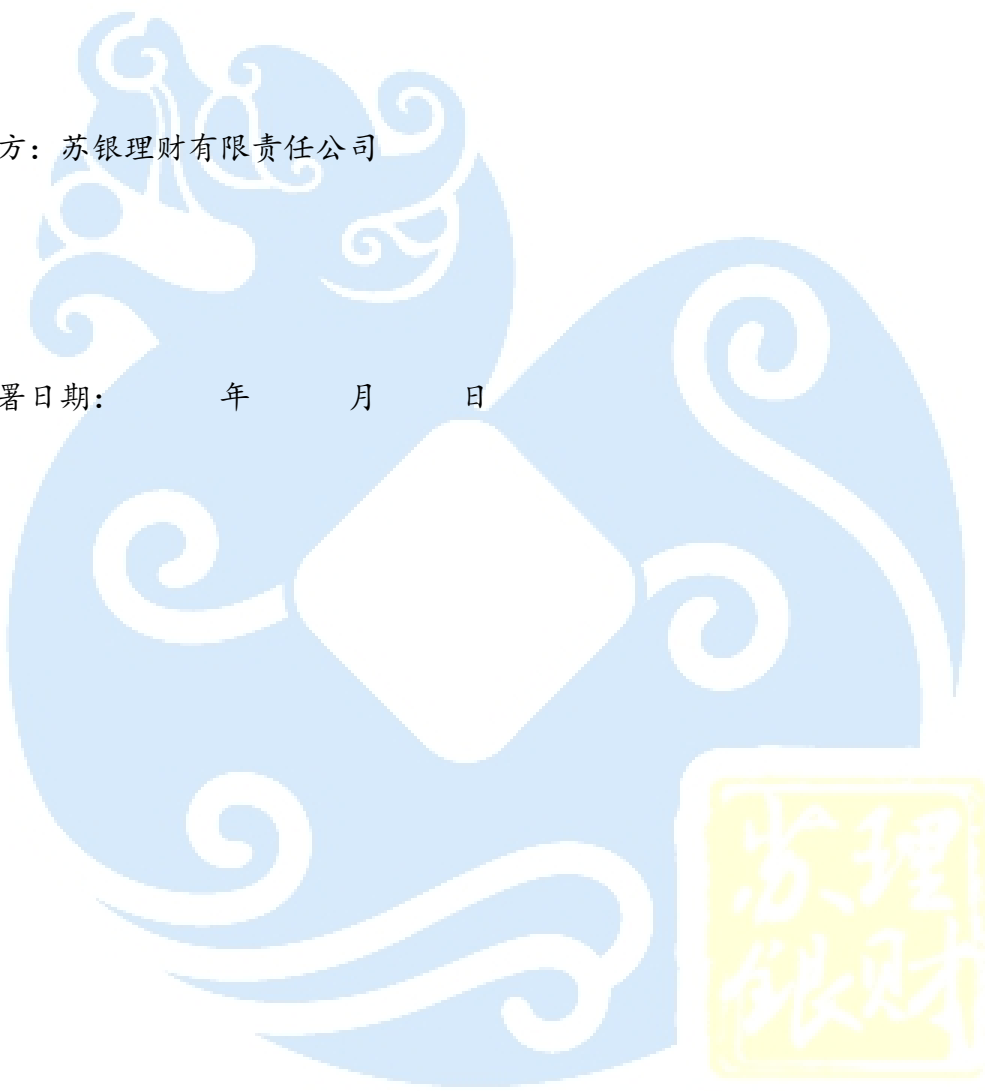 方：苏银理财有限责任公司
署日期： 年 月 日
苏理
银财